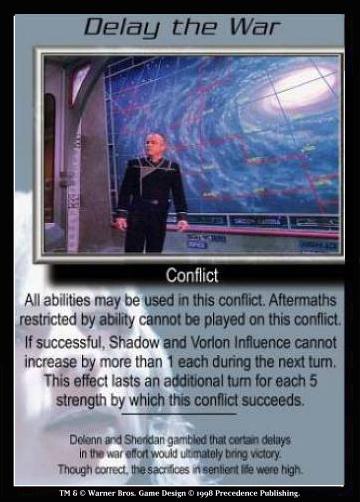 Delay the War
Conflict
All abilities may be used in this conflict. Aftermaths
restricted by ability cannot be played on this conflict.
If successful, Shadow and Vorlon Influence cannot
increase by more than 1 each during the next turn.
This effect lasts an additional turn for each 5
strength by which this conflict succeeds.
Delenn and Sheridan gambled that certain delays
in the war effort would ultimately bring victory.
Though correct, the sacrifices in sentient life were high.
TM & © Warner Bros. Game Design © 1998 Precedence Publishing.